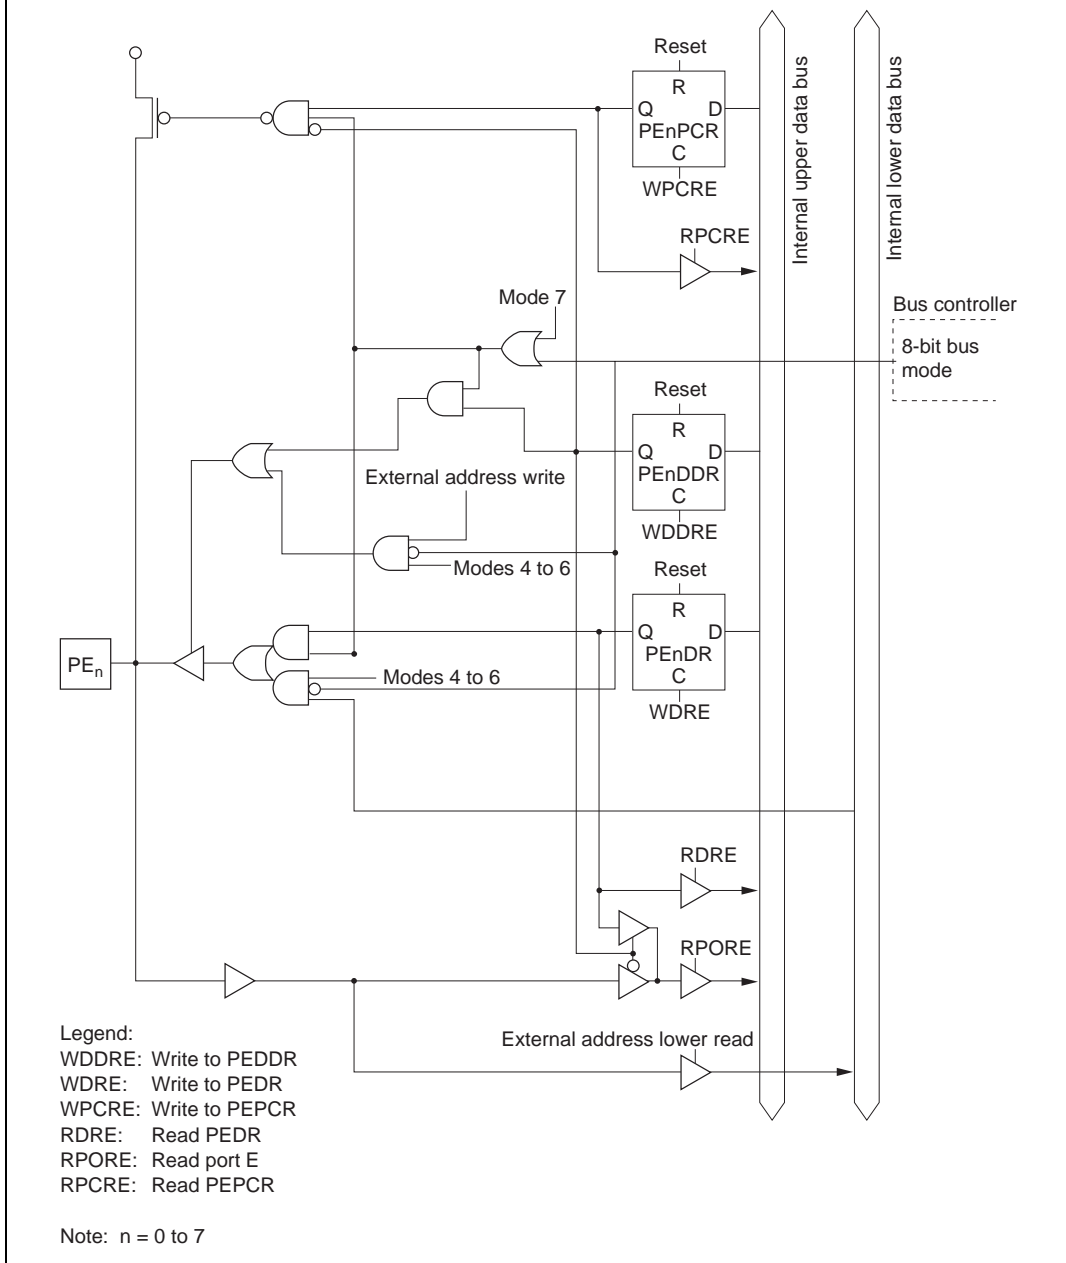 Reset
R
Q D
PEnPCR
C
WPCRE
Internal upper data bus
Internal lower data bus
RPCRE
Mode 7
Bus controller
8-bit bus
mode
Reset
R
Q D
PEnDDR
C
WDDRE
External address write
Modes 4 to 6
Reset
R
Q D
PEnDR
C
WDRE
PEn
Modes 4 to 6
RDRE
RPORE
External address lower read
Legend:
WDDRE: Write to PEDDR
WDRE: Write to PEDR
WPCRE: Write to PEPCR
RDRE: Read PEDR
RPORE: Read port E
RPCRE: Read PEPCR
Note: n = 0 to 7